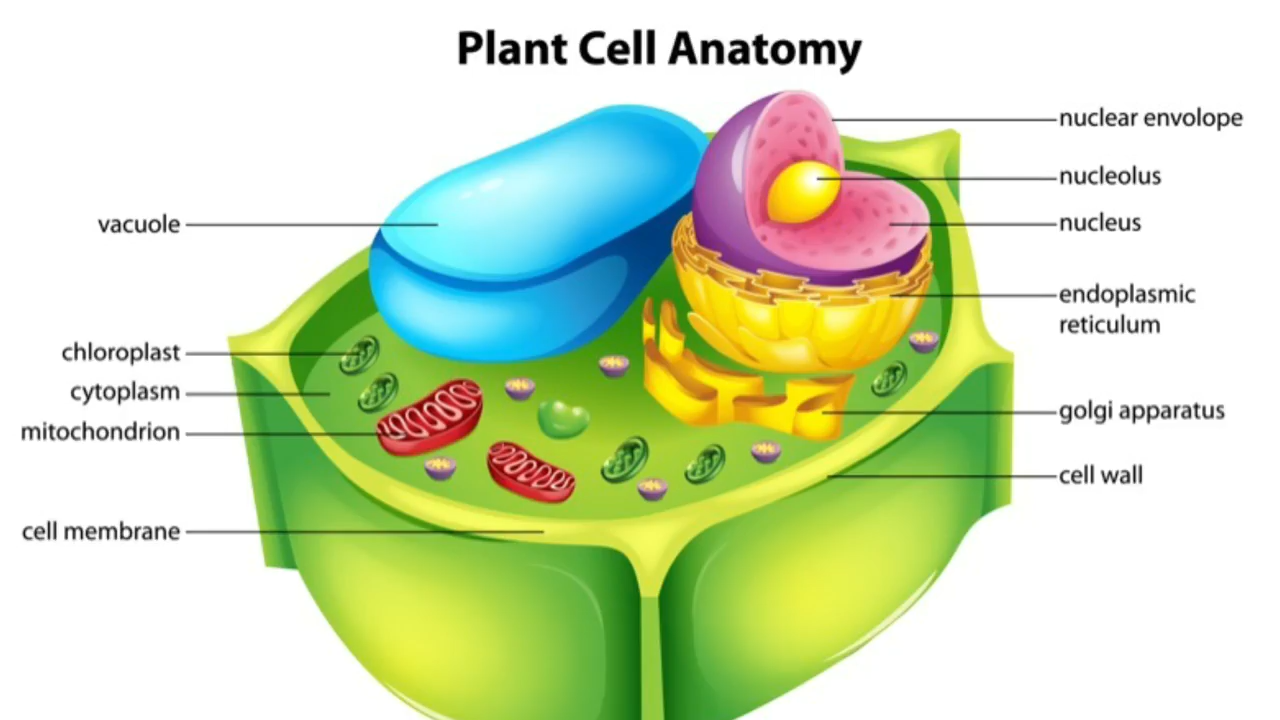 Plant Cell Anatomy
vacuole
chloroplast
cytoplasm
mitochondrion
cell membrane
nuclear envolope
nucleolus
nucleus
endoplasmic
reticulum
golgi apparatus
cell wall